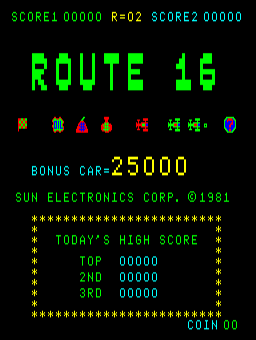 SCORE1 00000 R=02 SCORE2 00000
ROUTE 16
BONUS CAR=25000
SUN ELECTRONICS CORP. ©1981
********************
TODAY'S HIGH SCORE
TOP 00000
2ND 00000
3RD 00000
********************
COIN 00